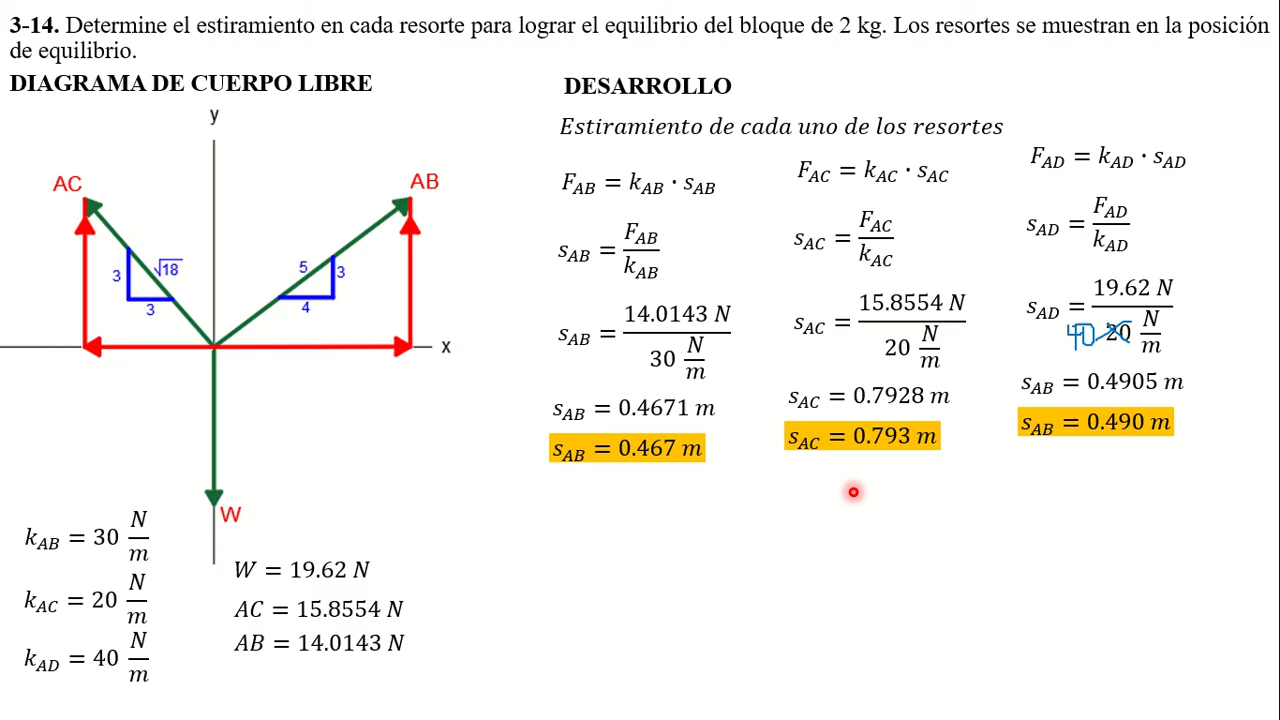 3-14. Determine el estiramiento en cada resorte para lograr el equilibrio del bloque de 2 kg. Los resortes se muestran en la posición
de equilibrio.
DIAGRAMA DE CUERPO LIBRE
y
AC
AB
3
√18
3
5
3
4
x
W
k_AB = 30 N/m
k_AC = 20 N/m
k_AD = 40 N/m
W = 19.62 N
AC = 15.8554 N
AB = 14.0143 N
DESARROLLO
Estiramiento de cada uno de los resortes
F_AB = k_AB · s_AB
s_AB = F_AB/k_AB
s_AB = 14.0143 N / 30 N/m
s_AB = 0.4671 m
s_AB = 0.467 m
F_AC = k_AC · s_AC
s_AC = F_AC/k_AC
s_AC = 15.8554 N / 20 N/m
s_AC = 0.7928 m
s_AC = 0.793 m
F_AD = k_AD · s_AD
s_AD = F_AD/k_AD
s_AD = 19.62 N / 40 20 N/m
s_AB = 0.4905 m
s_AB = 0.490 m